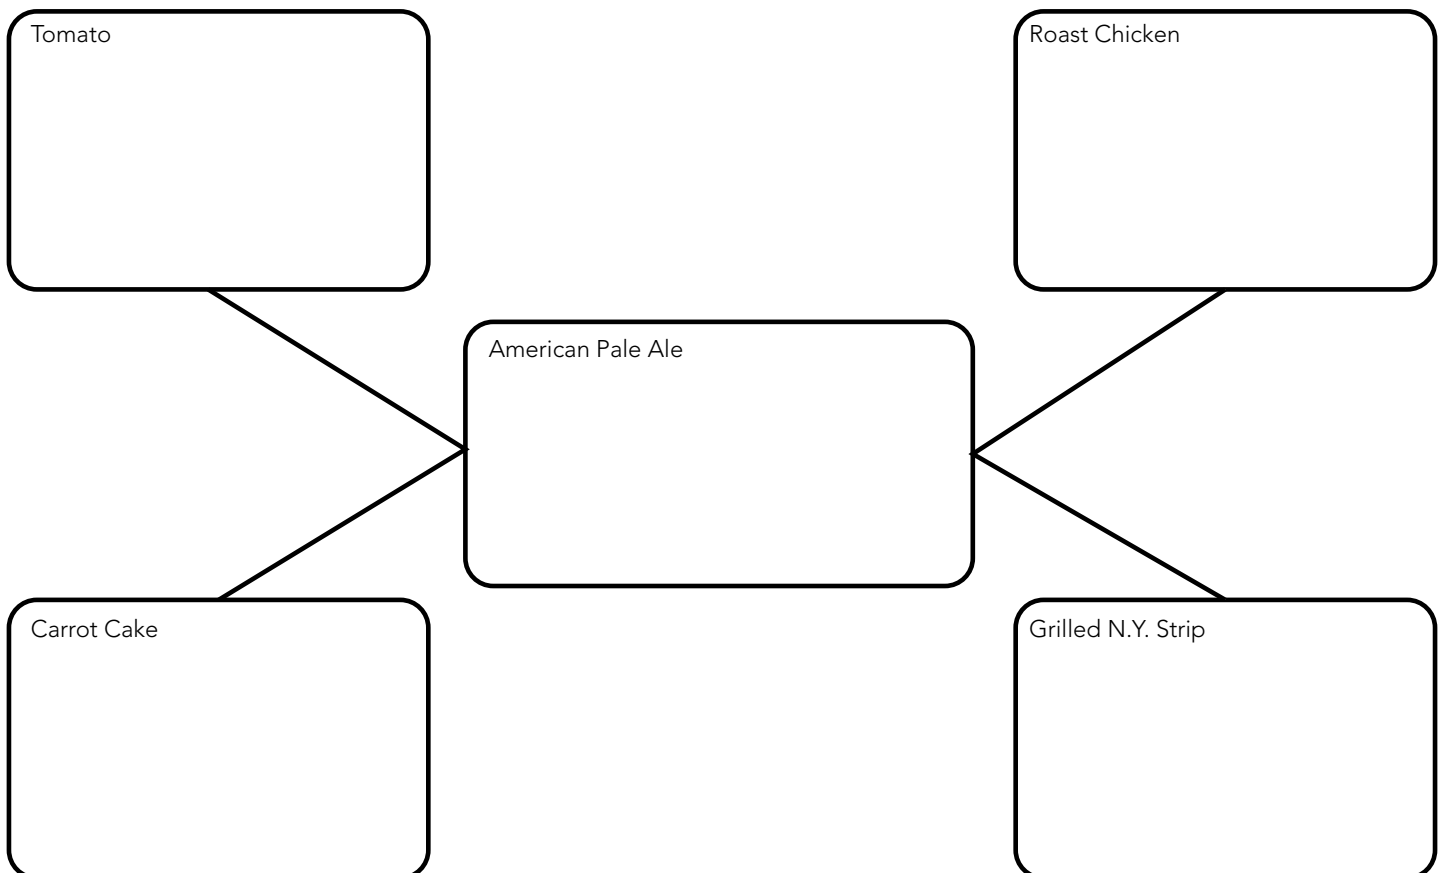 Tomato
Roast Chicken
American Pale Ale
Carrot Cake
Grilled N.Y. Strip